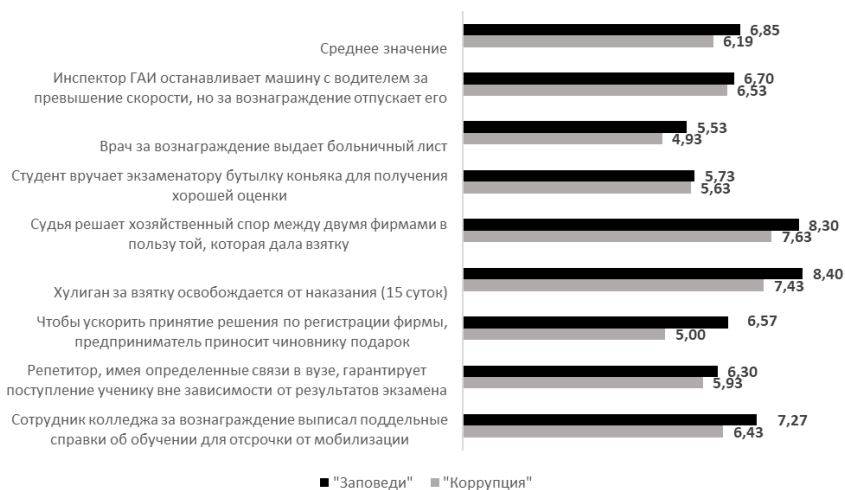 Среднее значение
6,85
6,19
Инспектор ГАИ останавливает машину с водителем за
превышение скорости, но за вознаграждение отпускает его
6,70
6,53
Врач за вознаграждение выдает больничный лист
5,53
4,93
Студент вручает экзаменатору бутылку коньяка для получения
хорошей оценки
5,73
5,63
Судья решает хозяйственный спор между двумя фирмами в
пользу той, которая дала взятку
8,30
7,63
Хулиган за взятку освобождается от наказания (15 суток)
8,40
7,43
Чтобы ускорить принятие решения по регистрации фирмы,
предприниматель приносит чиновнику подарок
6,57
5,00
Репетитор, имея определенные связи в вузе, гарантирует
поступление ученику вне зависимости от результатов экзамена
6,30
5,93
Сотрудник колледжа за вознаграждение выписал поддельные
справки об обучении для отсрочки от мобилизации
7,27
6,43
"Заповеди" "Коррупция"